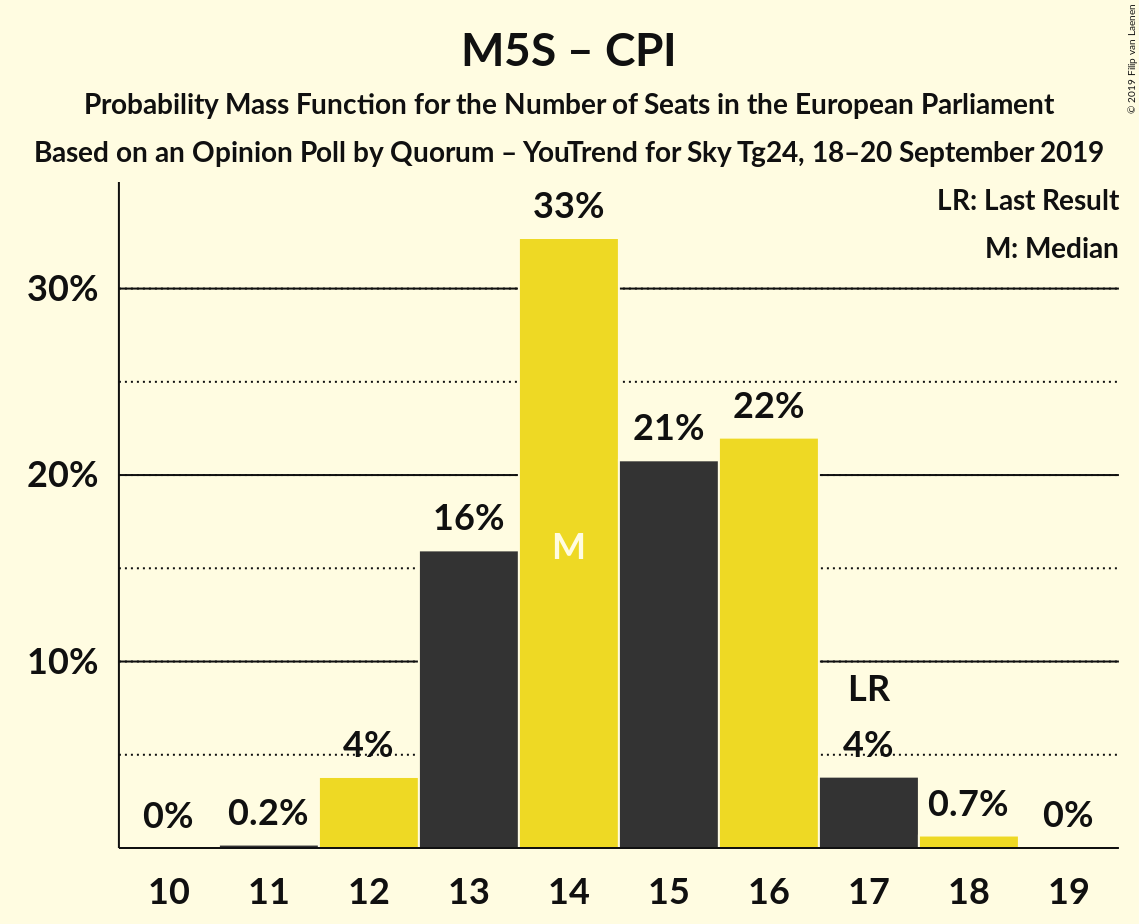 M5S – CPI
Probability Mass Function for the Number of Seats in the European Parliament
Based on an Opinion Poll by Quorum – YouTrend for Sky Tg24, 18–20 September 2019
© 2019 Filip van Laenen
LR: Last Result
M: Median
33%
30%
22%
21%
20%
16%
M
10%
LR
4%
4%
0.7%
0%
0.2%
0%
10 11 12 13 14 15 16 17 18 19